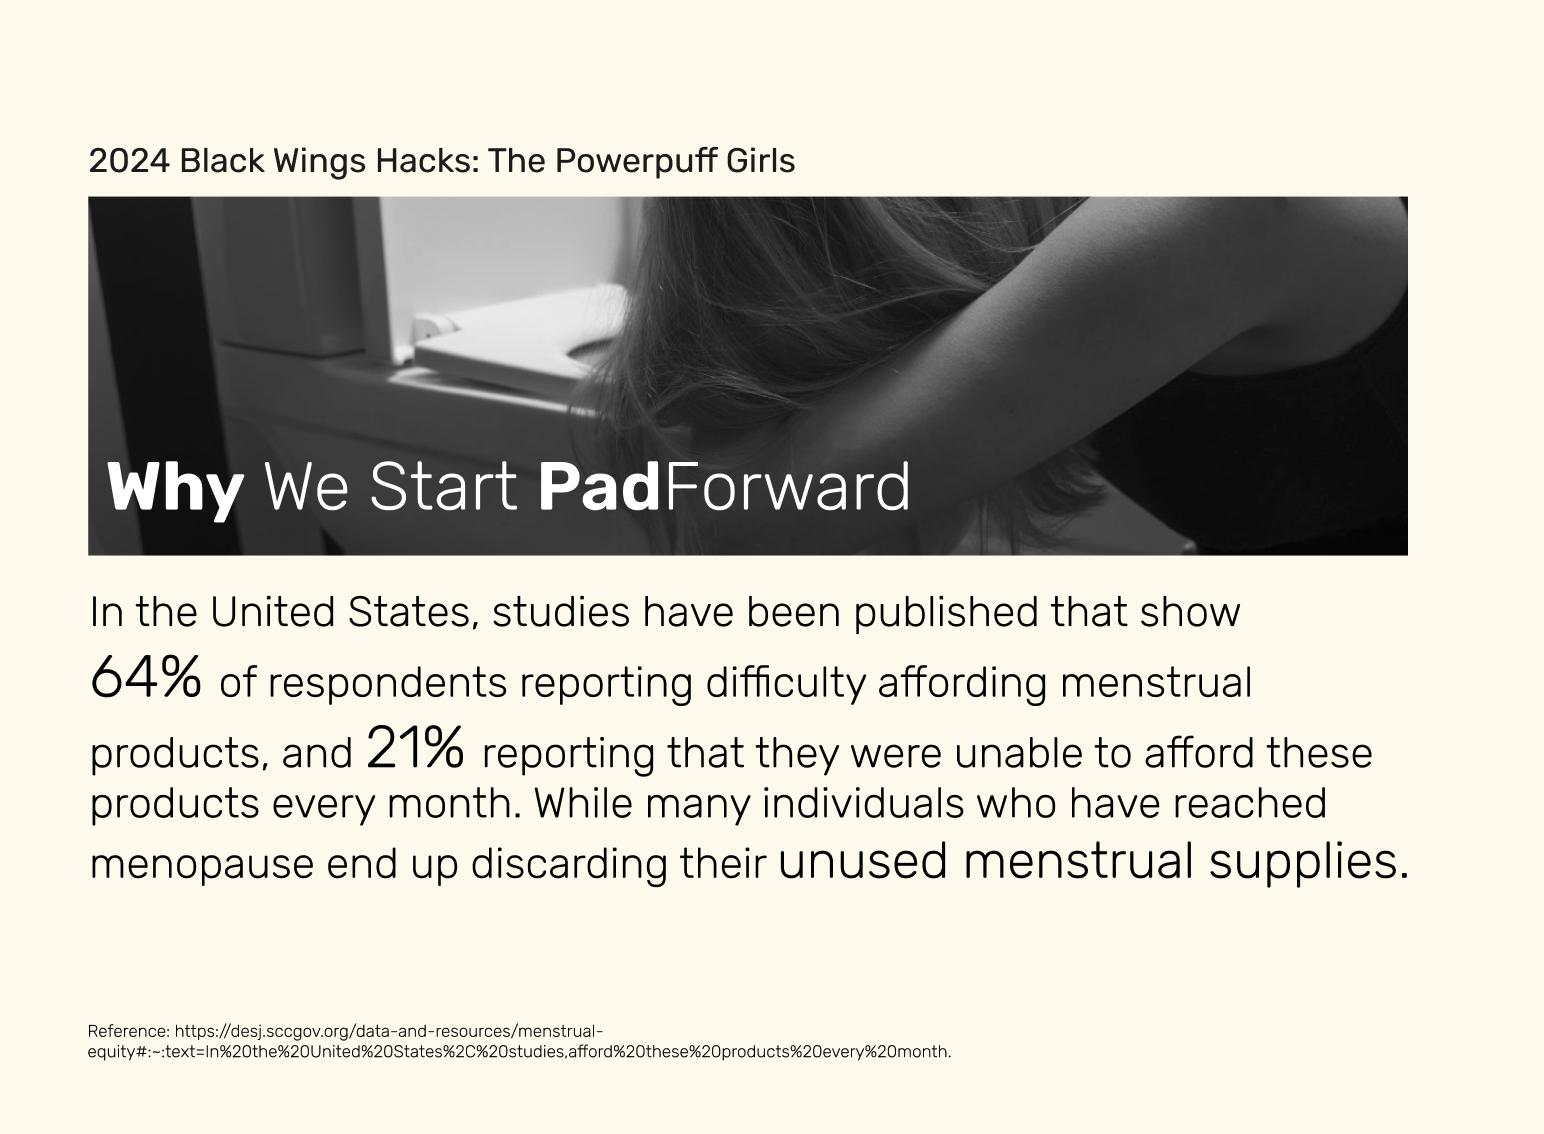 2024 Black Wings Hacks: The Powerpuff Girls
Why We Start PadForward
In the United States, studies have been published that show
64% of respondents reporting difficulty affording menstrual
products, and 21% reporting that they were unable to afford these
products every month. While many individuals who have reached
menopause end up discarding their unused menstrual supplies.
Reference: https://desj.sccgov.org/data-and-resources/menstrual-
equity#:~:text=In%20the%20United%20States%2C%20studies,afford%20these%20products%20every%20month.